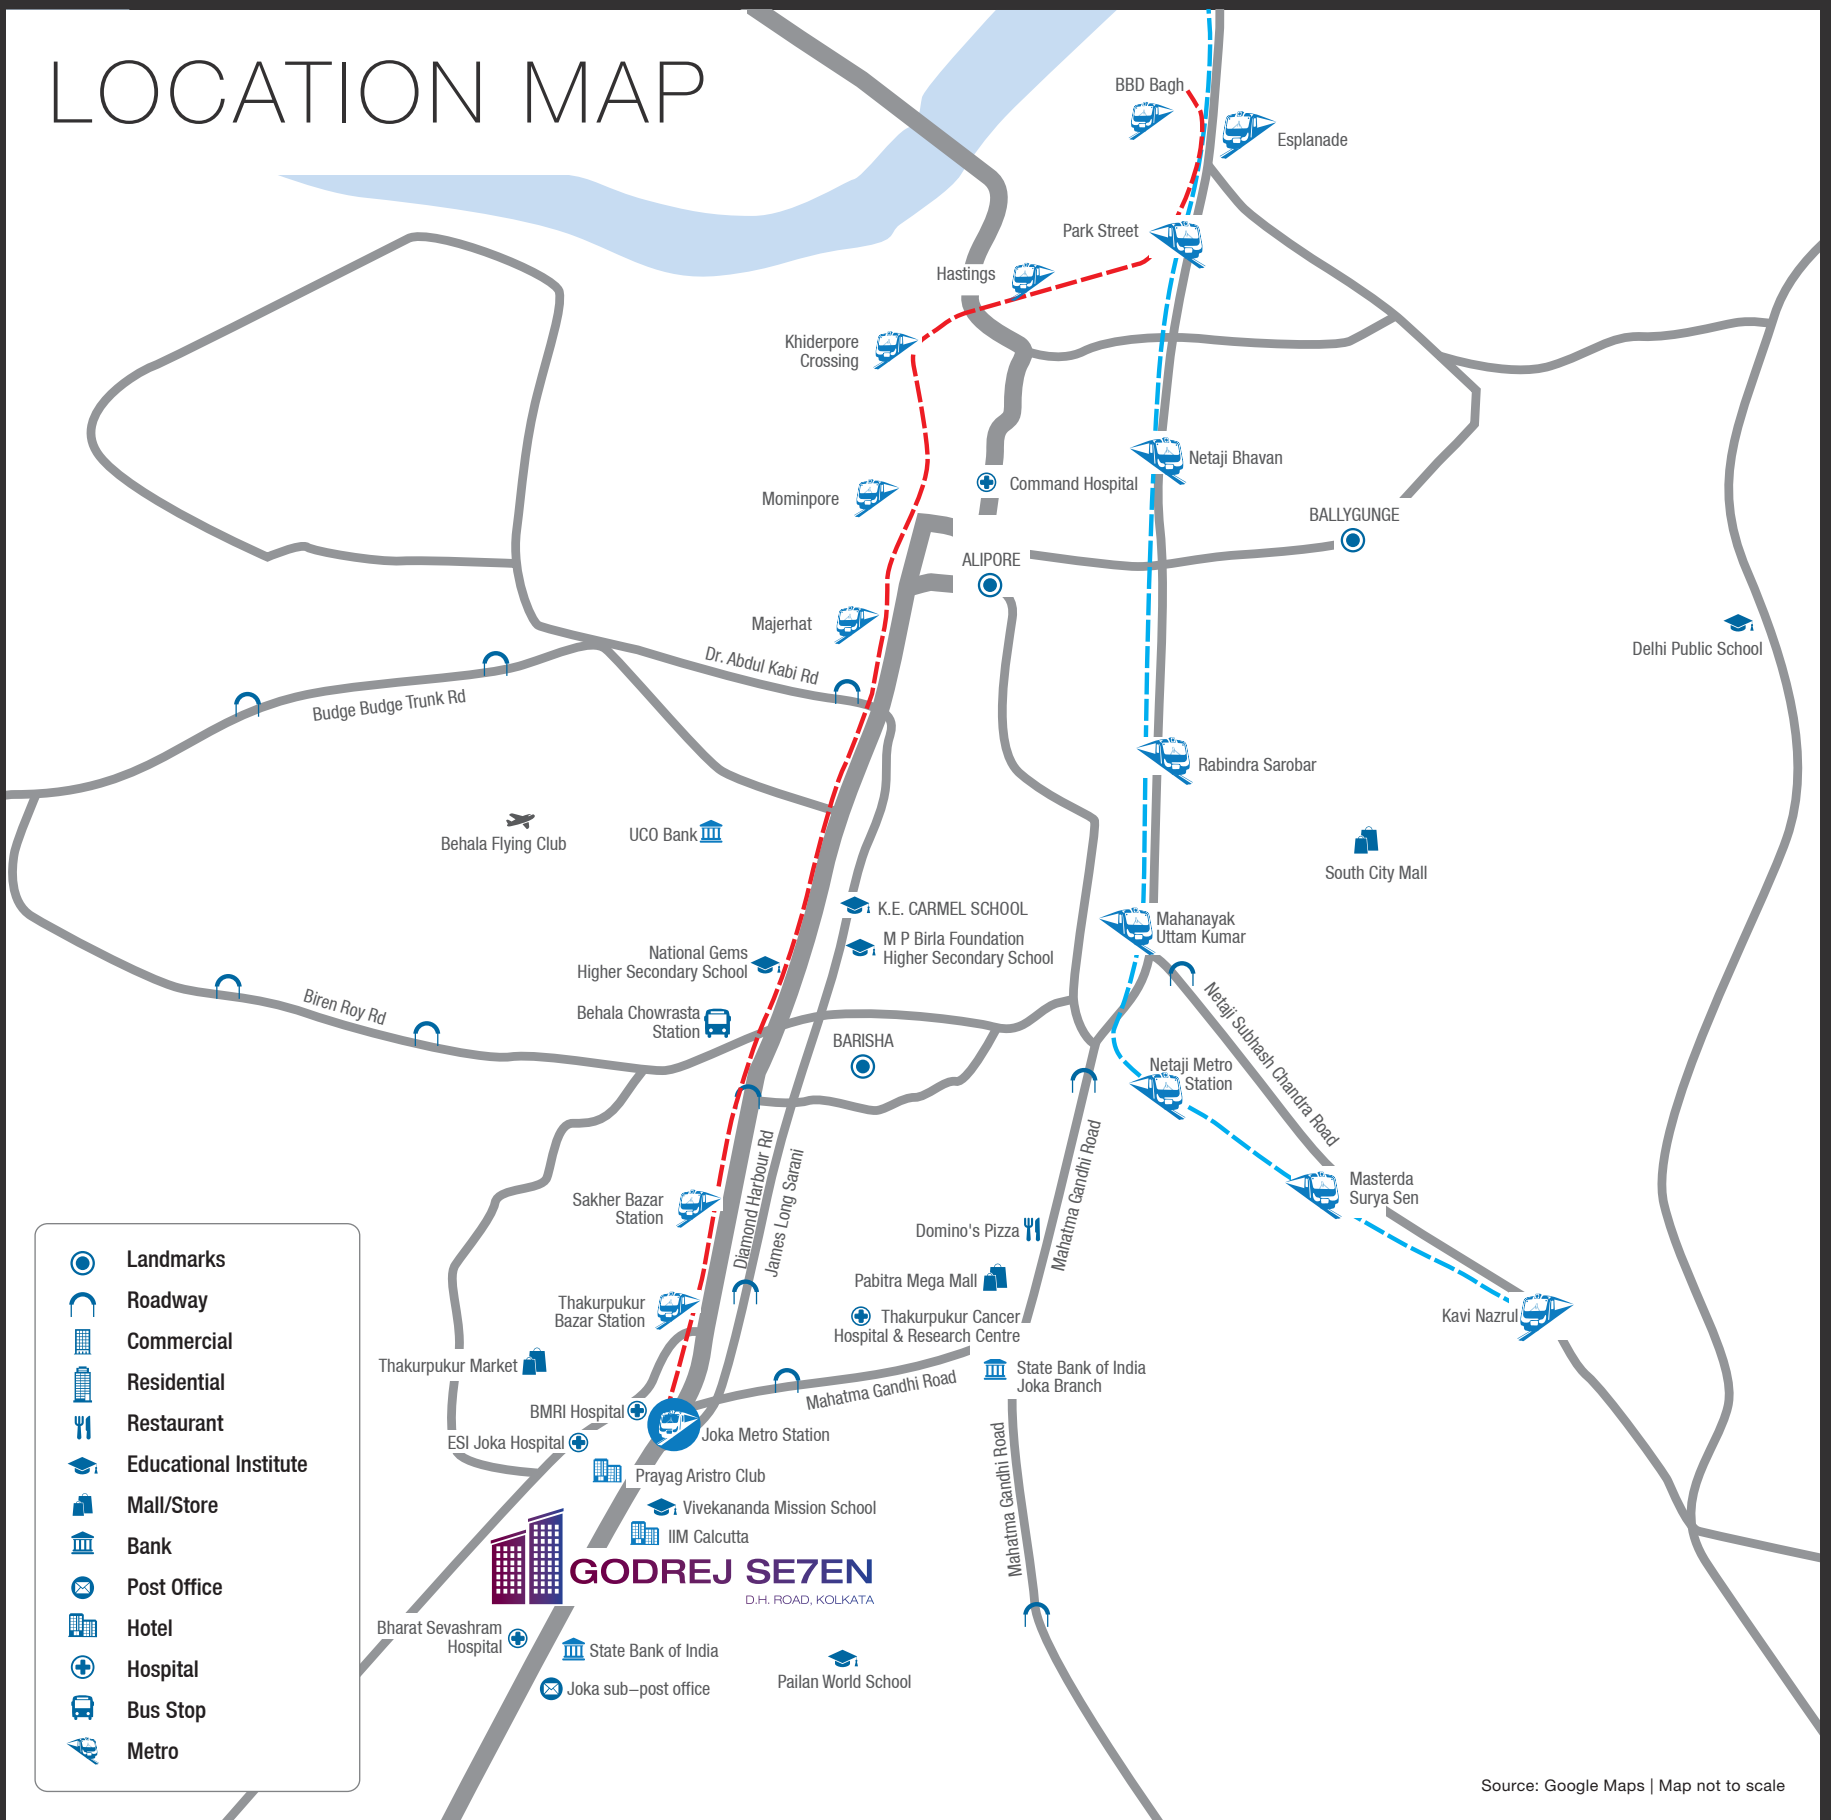 LOCATION MAP
BBD Bagh
Esplanade
Park Street
Hastings
Khiderpore
Crossing
Netaji Bhavan
Command Hospital
Mominpore
BALLYGUNGE
ALIPORE
Majerhat
Delhi Public School
Dr. Abdul Kabi Rd
Budge Budge Trunk Rd
Rabindra Sarobar
Behala Flying Club
UCO Bank
South City Mall
K.E. CARMEL SCHOOL
Mahanayak
Uttam Kumar
M P Birla Foundation
Higher Secondary School
National Gems
Higher Secondary School
Biren Roy Rd
Behala Chowrasta
Station
BARISHA
Netaji Subhash Chandra Road
Netaji Metro
Station
Mahatma Gandhi Road
Diamond Harbour Rd
James Long Sarani
Sakher Bazar
Station
Masterda
Surya Sen
Domino's Pizza
Pabitra Mega Mall
Thakurpukur
Bazar Station
Thakurpukur Cancer
Hospital & Research Centre
Kavi Nazrul
Thakurpukur Market
State Bank of India
Joka Branch
Mahatma Gandhi Road
BMRI Hospital
Joka Metro Station
ESI Joka Hospital
Prayag Aristro Club
Mahatma Gandhi Road
Vivekananda Mission School
IIM Calcutta
GODREJ SE7EN
D.H. ROAD, KOLKATA
Bharat Sevashram
Hospital
State Bank of India
Joka sub–post office
Pailan World School
Landmarks
Roadway
Commercial
Residential
Restaurant
Educational Institute
Mall/Store
Bank
Post Office
Hotel
Hospital
Bus Stop
Metro
Source: Google Maps | Map not to scale